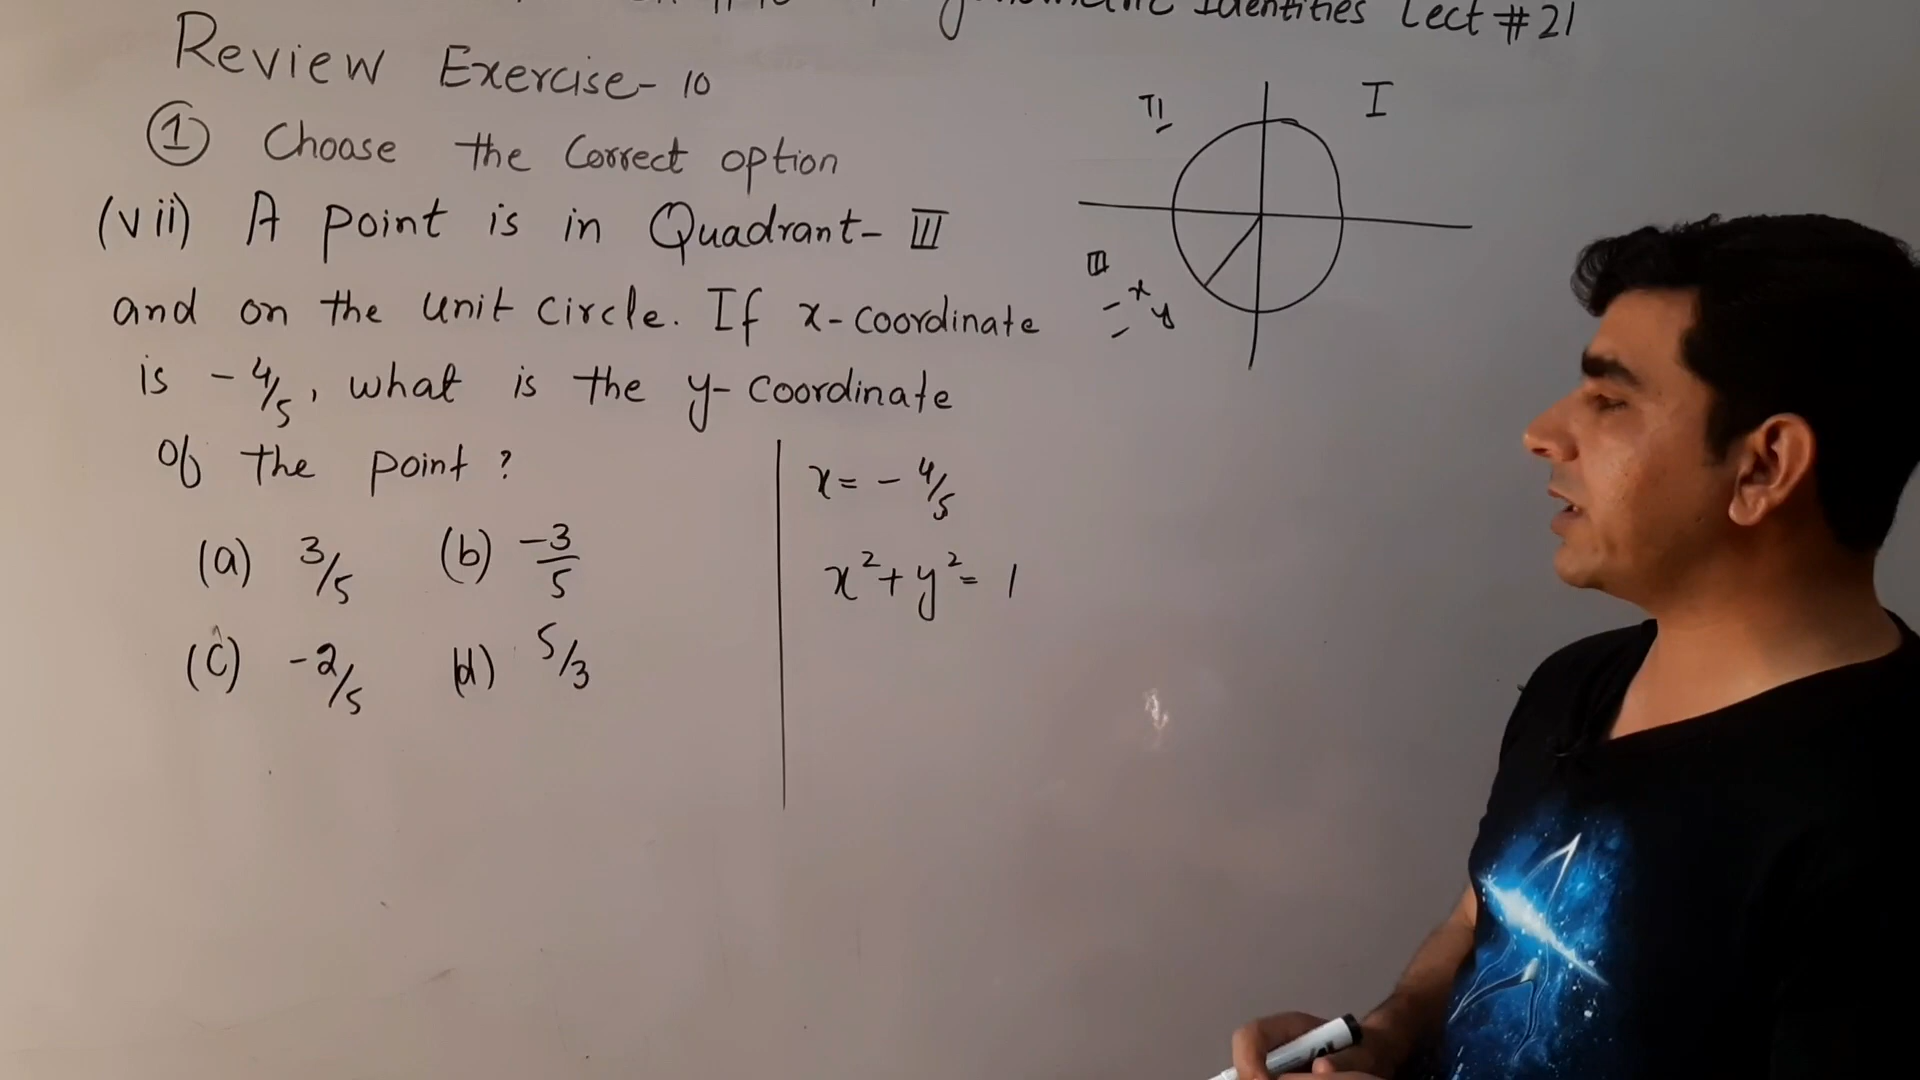 Identities Lect #21
Review Exercise-10
① Choase the Correct option
(vii) A point is in Quadrant-III
and on the unit circle. If x-coordinate
is -4/5, what is the y-coordinate
of the point?
(a) 3/5 (b) -3/5
(c) -2/5 (d) 5/3
x = -4/5
x²+y²= 1
II I
III
- x
- y